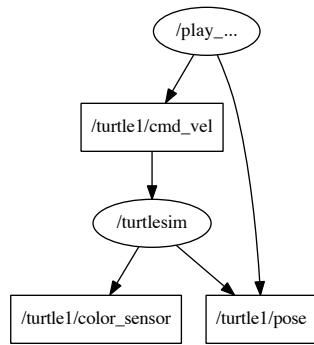 /play_...
/turtle1/cmd_vel
/turtlesim
/turtle1/color_sensor
/turtle1/pose